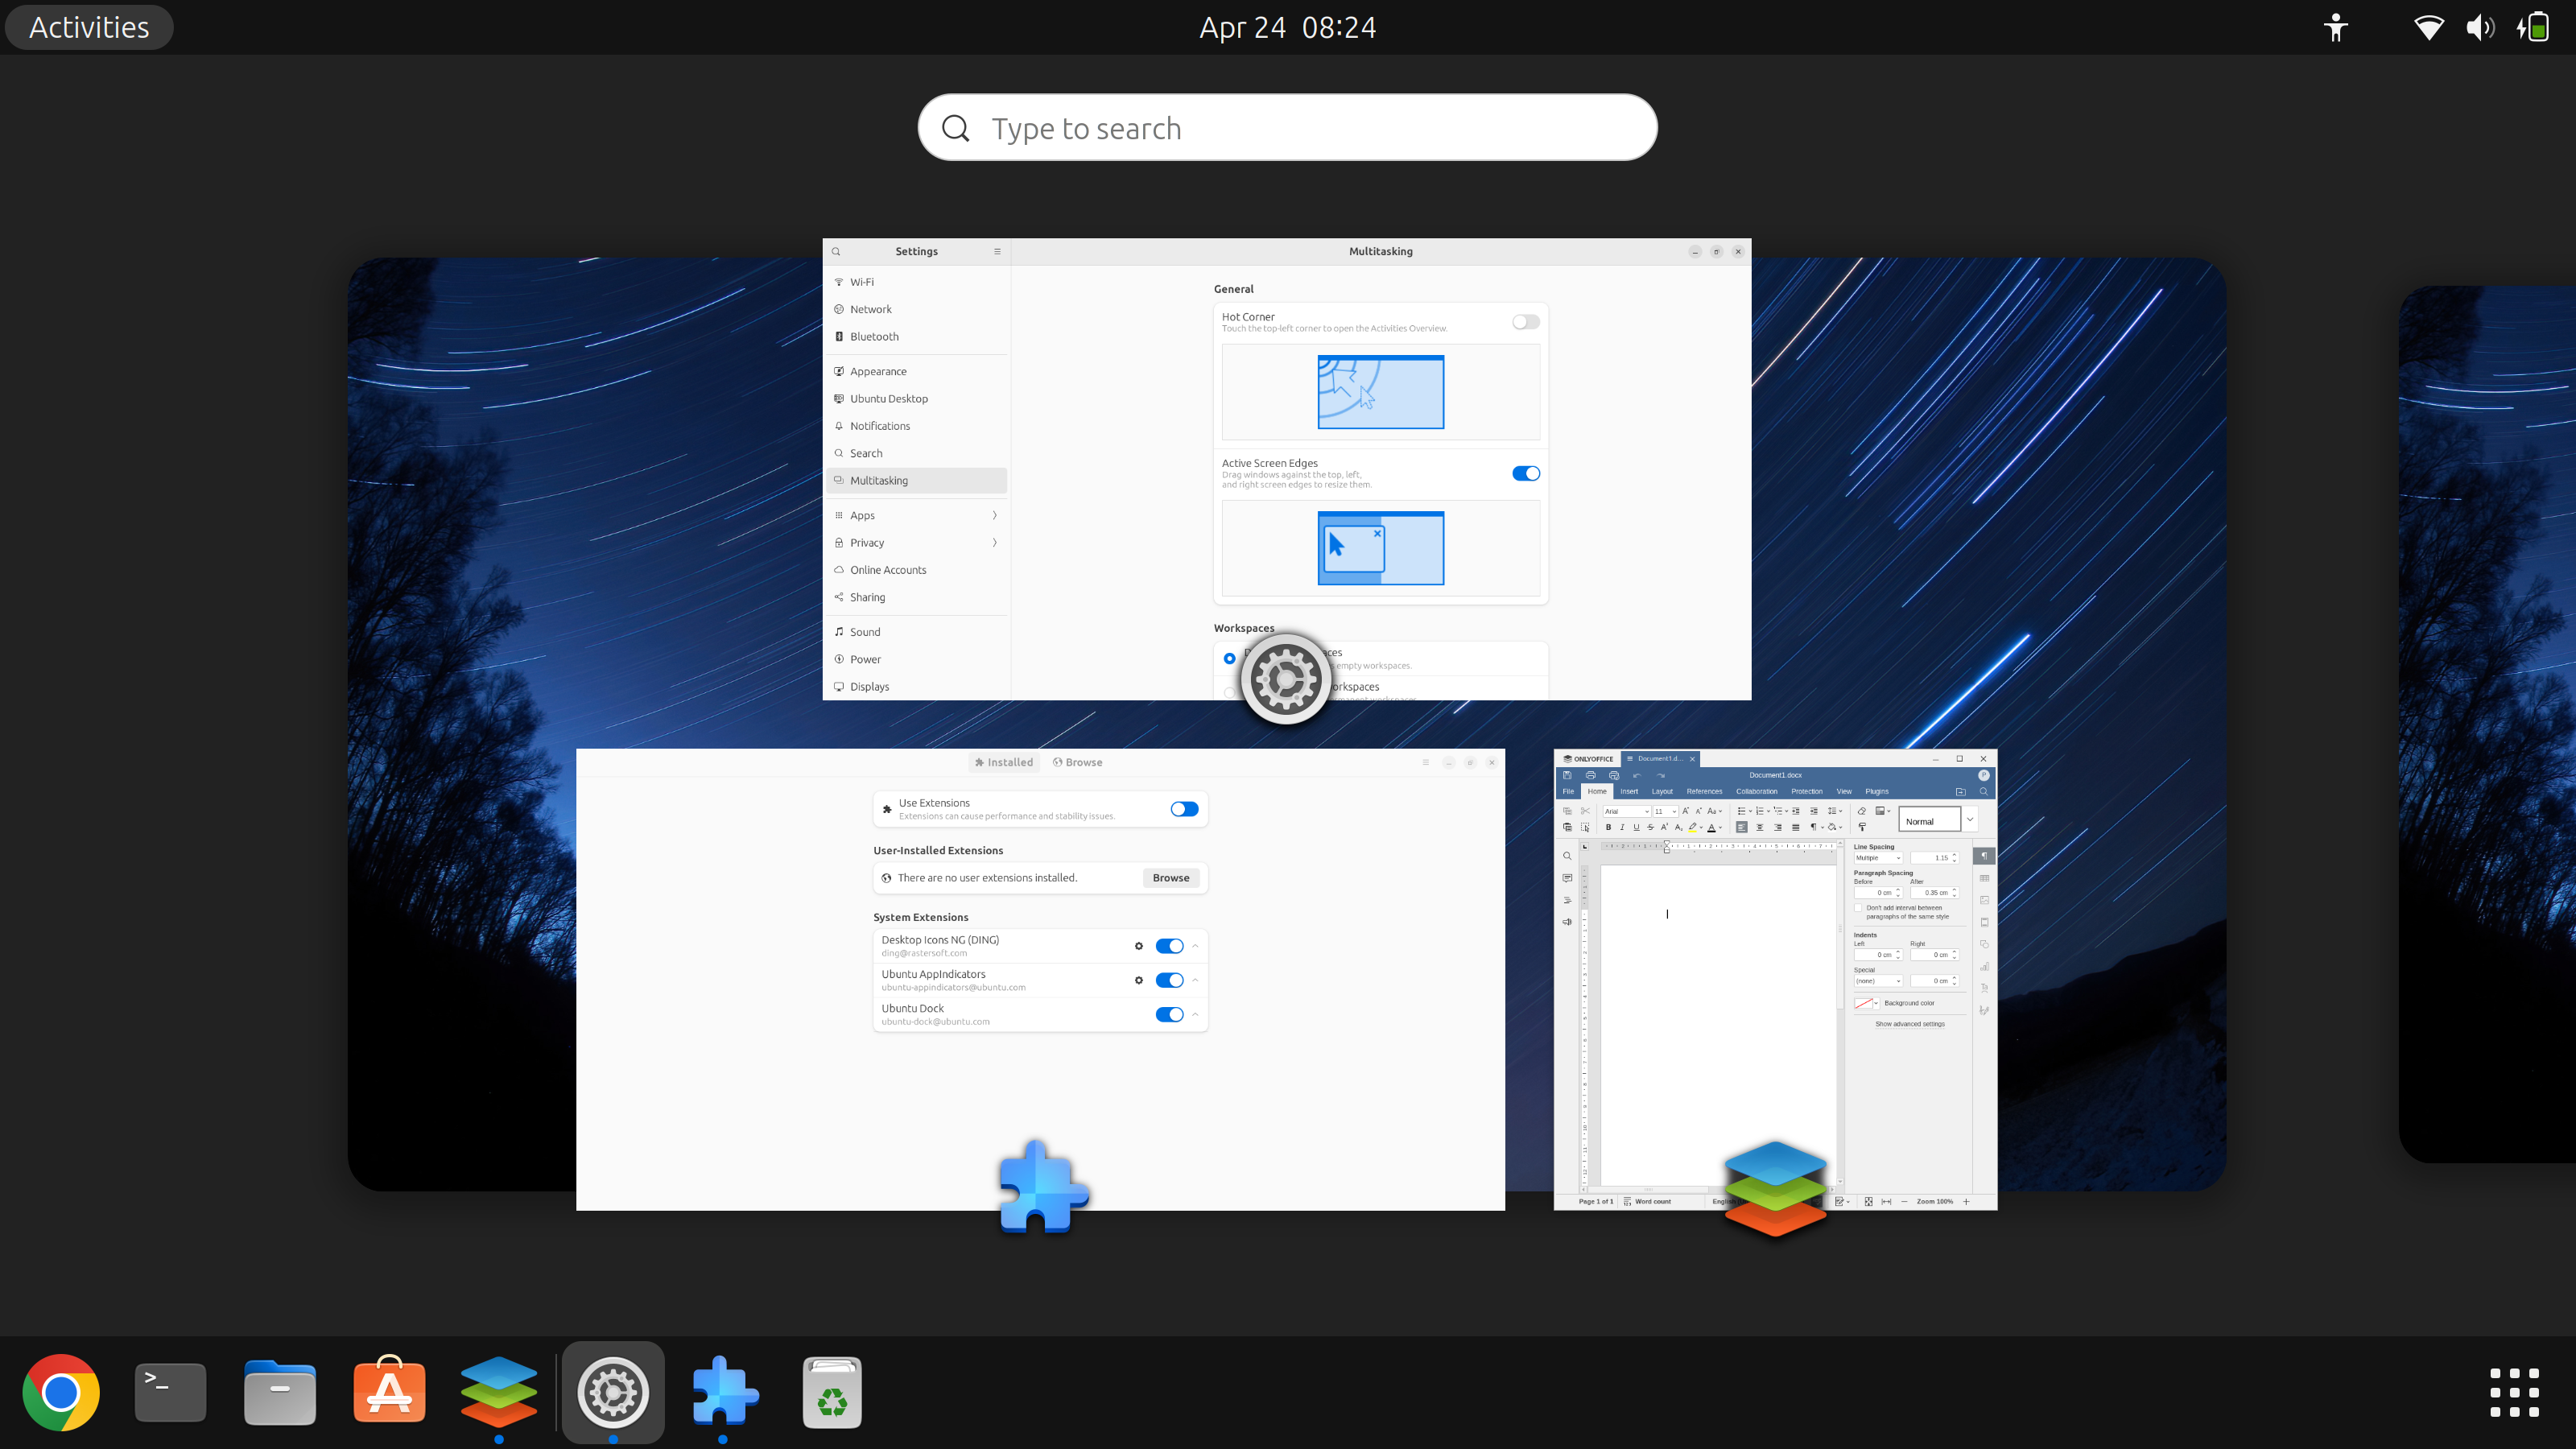 Activities
Apr 24 08:24
Type to search
Settings
Multitasking
Wi-Fi
Network
Bluetooth
Appearance
Ubuntu Desktop
Notifications
Search
Multitasking
Apps
Privacy
Online Accounts
Sharing
Sound
Power
Displays
General
Hot Corner
Touch the top-left corner to open the Activities Overview.
Active Screen Edges
Drag windows against the top, left,
and right screen edges to resize them.
Workspaces
empty workspaces.
Installed
Browse
Use Extensions
Extensions can cause performance and stability issues.
User-Installed Extensions
There are no user extensions installed.
Browse
System Extensions
Desktop Icons NG (DING)
ding@rastersoft.com
Ubuntu AppIndicators
ubuntu-appindicators@ubuntu.com
Ubuntu Dock
ubuntu-dock@ubuntu.com
ONLYOFFICE
Document1.d...
Document1.docx
P
File Home Insert Layout References Collaboration Protection View Plugins
Arial 11
Normal
Line Spacing
Multiple 1.15
Paragraph Spacing
Before After
0 cm 0.35 cm
Don't add interval between
paragraphs of the same style
Indents
Left Right
0 cm 0 cm
Special
(none) 0 cm
Background color
Show advanced settings
Page 1 of 1 Word count Zoom 100%